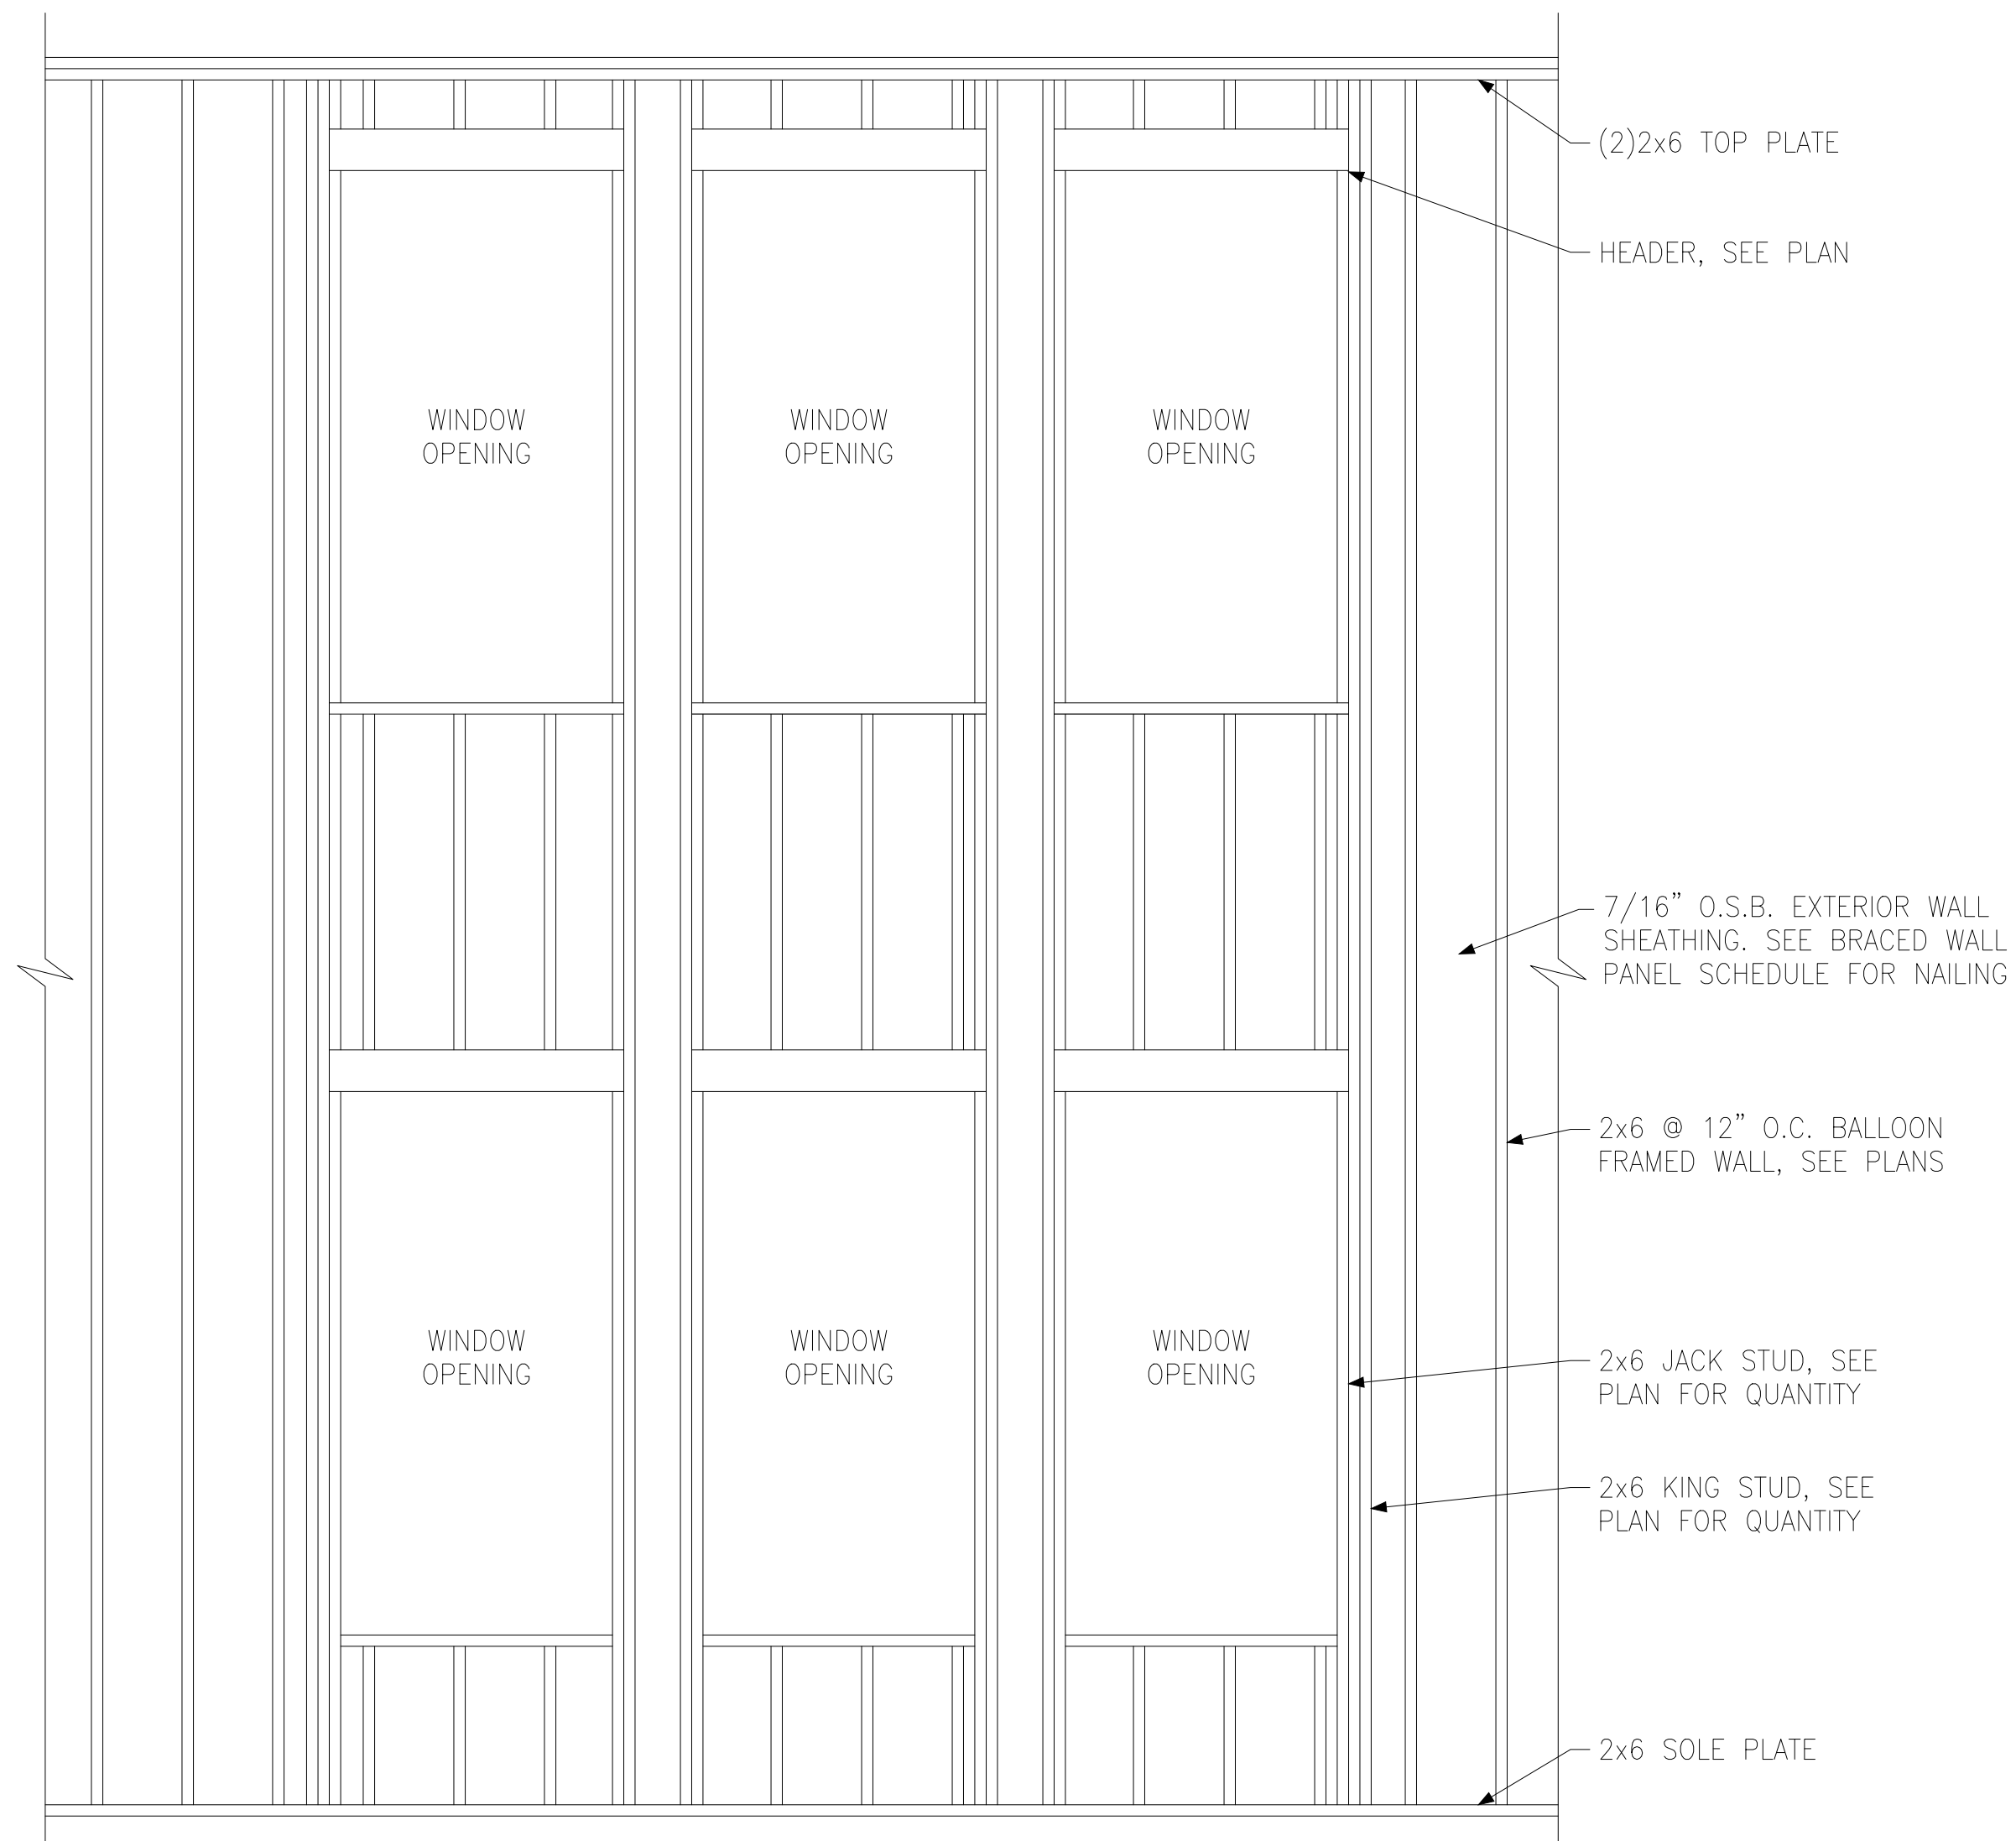 (2)2x6 TOP PLATE
HEADER, SEE PLAN
WINDOW
OPENING
WINDOW
OPENING
WINDOW
OPENING
7/16” O.S.B. EXTERIOR WALL
SHEATHING. SEE BRACED WALL
PANEL SCHEDULE FOR NAILING
2x6 @ 12” O.C. BALLOON
FRAMED WALL, SEE PLANS
WINDOW
OPENING
WINDOW
OPENING
WINDOW
OPENING
2x6 JACK STUD, SEE
PLAN FOR QUANTITY
2x6 KING STUD, SEE
PLAN FOR QUANTITY
2x6 SOLE PLATE